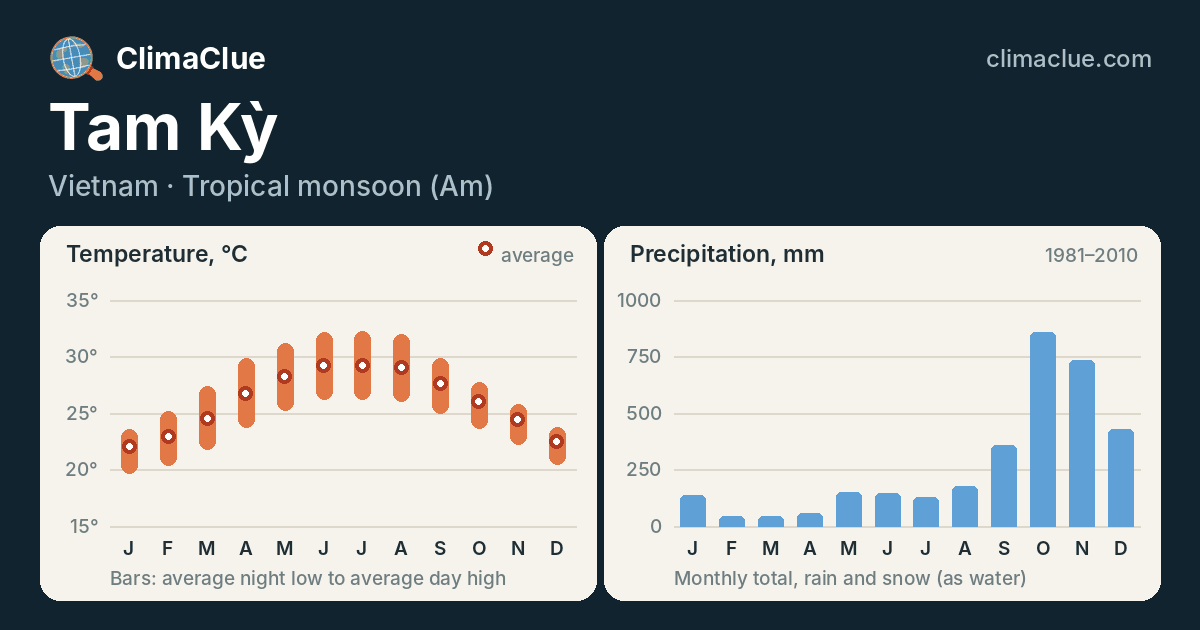 ClimaClue
climaclue.com
Tam Kỳ
Vietnam · Tropical monsoon (Am)
Temperature, °C
average
35°
30°
25°
20°
15°
J F M A M J J A S O N D
Bars: average night low to average day high
Precipitation, mm
1981–2010
1000
750
500
250
0
J F M A M J J A S O N D
Monthly total, rain and snow (as water)